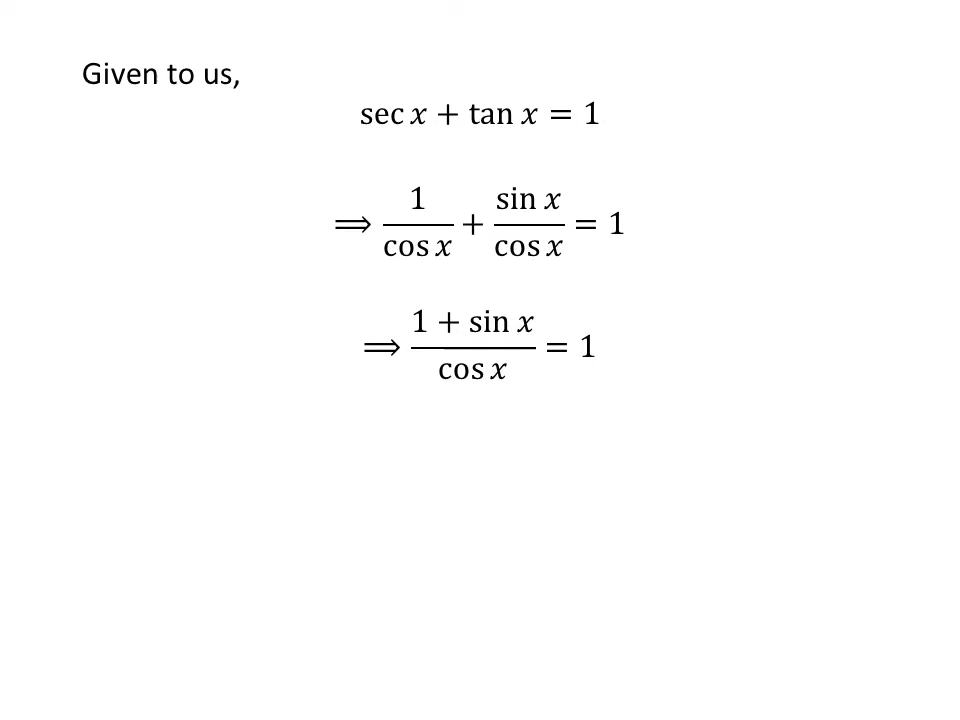 Given to us,
sec x + tan x = 1
⟹ 1/cos x + sin x/cos x = 1
⟹ (1 + sin x)/cos x = 1